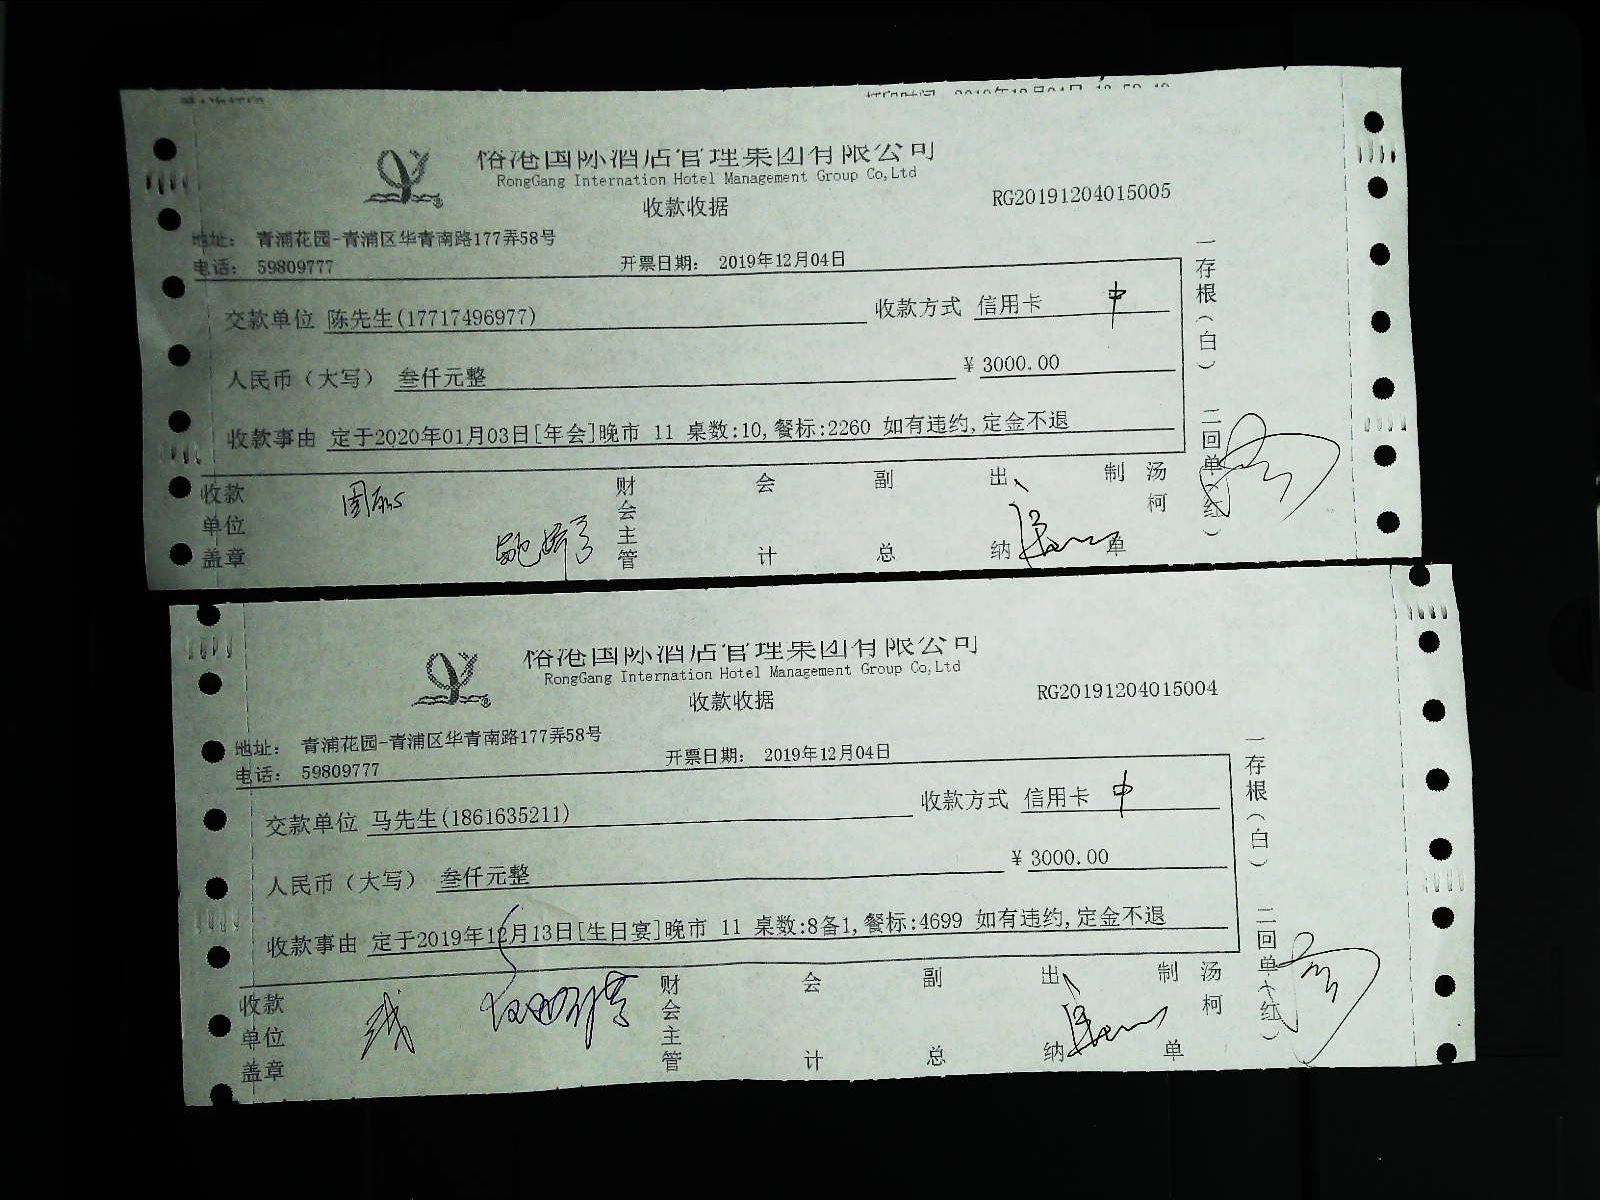 俗港国际酒店管理集团有限公司
RongGang Internation Hotel Management Group Co,Ltd
收款收据
RG20191204015005
地址： 青浦花园-青浦区华青南路177弄58号
电话： 59809777
开票日期： 2019年12月04日
交款单位 陈先生(17717496977)
收款方式 信用卡 中
人民币（大写） 叁仟元整
¥ 3000.00
收款事由 定于2020年01月03日[年会]晚市 11 桌数:10,餐标:2260 如有违约,定金不退
收款单位盖章
财会主管
会计
副总
出纳
制单
汤柯
一存根（白） 二回单（红）
俗港国际酒店管理集团有限公司
RongGang Internation Hotel Management Group Co,Ltd
收款收据
RG20191204015004
地址： 青浦花园-青浦区华青南路177弄58号
电话： 59809777
开票日期： 2019年12月04日
交款单位 马先生(1861635211)
收款方式 信用卡 中
人民币（大写） 叁仟元整
¥ 3000.00
收款事由 定于2019年12月13日[生日宴]晚市 11 桌数:8备1,餐标:4699 如有违约,定金不退
收款单位盖章
财会主管
会计
副总
出纳
制单
汤柯
一存根（白） 二回单（红）